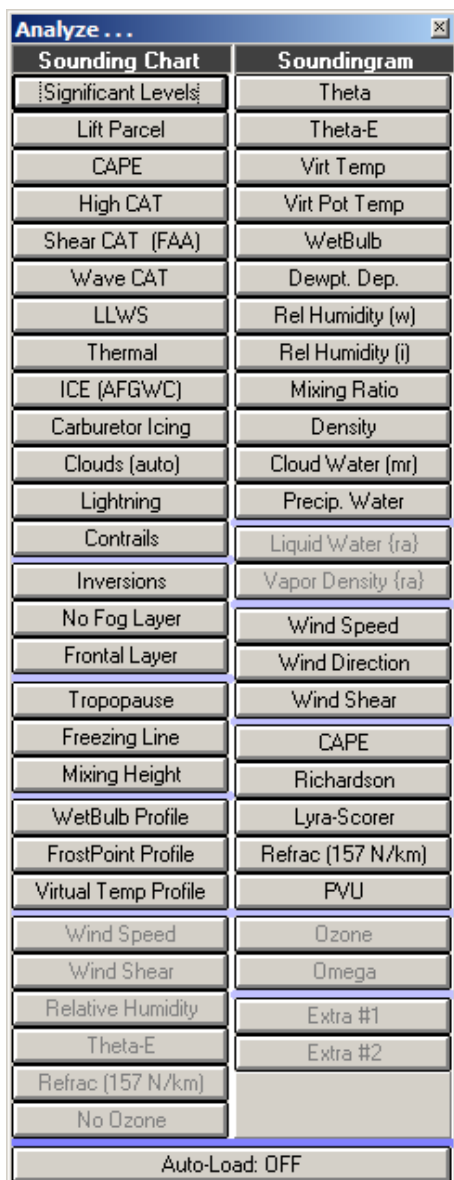 Analyze . . .
Sounding Chart
Significant Levels
Lift Parcel
CAPE
High CAT
Shear CAT (FAA)
Wave CAT
LLWS
Thermal
ICE (AFGWC)
Carburetor Icing
Clouds (auto)
Lightning
Contrails
Inversions
No Fog Layer
Frontal Layer
Tropopause
Freezing Line
Mixing Height
WetBulb Profile
FrostPoint Profile
Virtual Temp Profile
Wind Speed
Wind Shear
Relative Humidity
Theta-E
Refrac (157 N/km)
No Ozone
Soundingram
Theta
Theta-E
Virt Temp
Virt Pot Temp
WetBulb
Dewpt. Dep.
Rel Humidity (w)
Rel Humidity (i)
Mixing Ratio
Density
Cloud Water (mr)
Precip. Water
Liquid Water {ra}
Vapor Density {ra}
Wind Speed
Wind Direction
Wind Shear
CAPE
Richardson
Lyra-Scorer
Refrac (157 N/km)
PVU
Ozone
Omega
Extra #1
Extra #2
Auto-Load: OFF